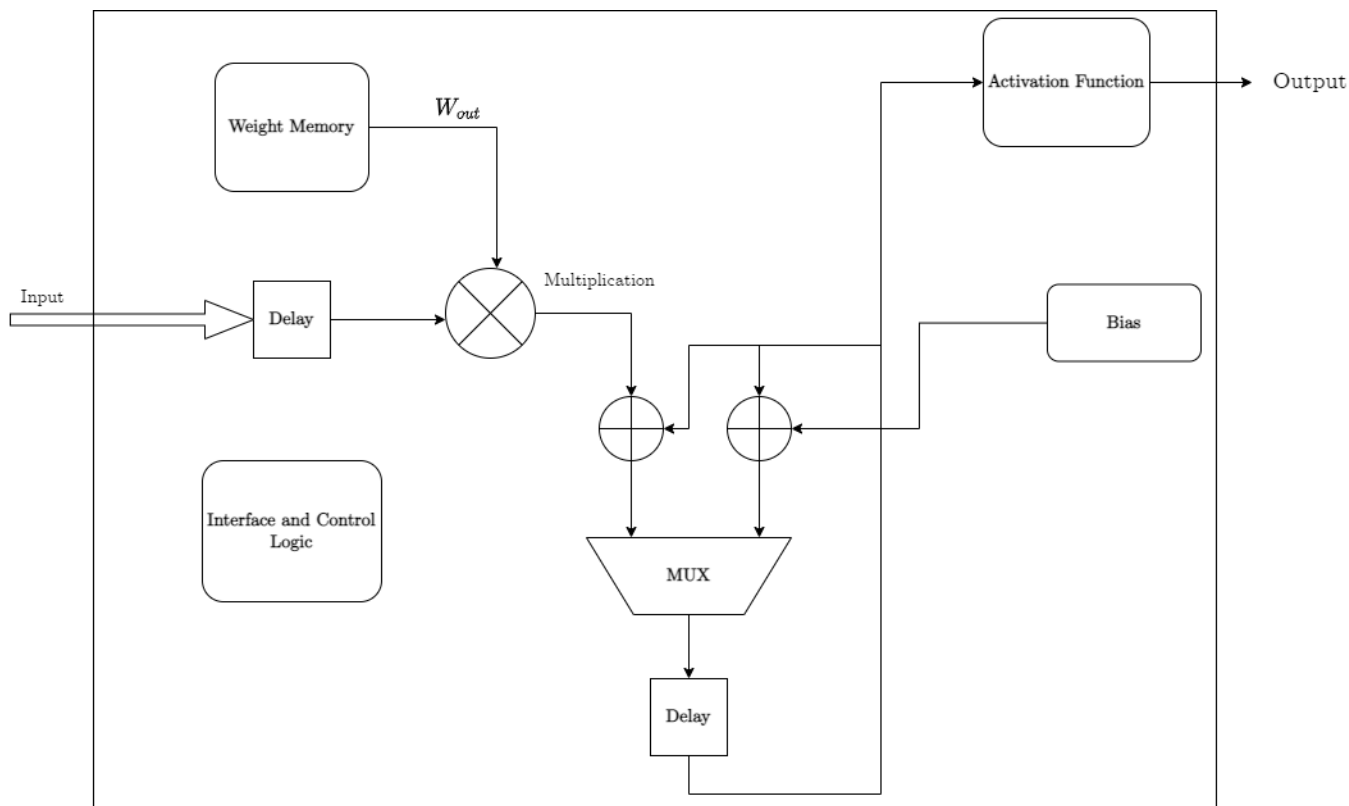 Activation Function
Output
W_out
Weight Memory
Multiplication
Input
Delay
Bias
Interface and Control
Logic
MUX
Delay